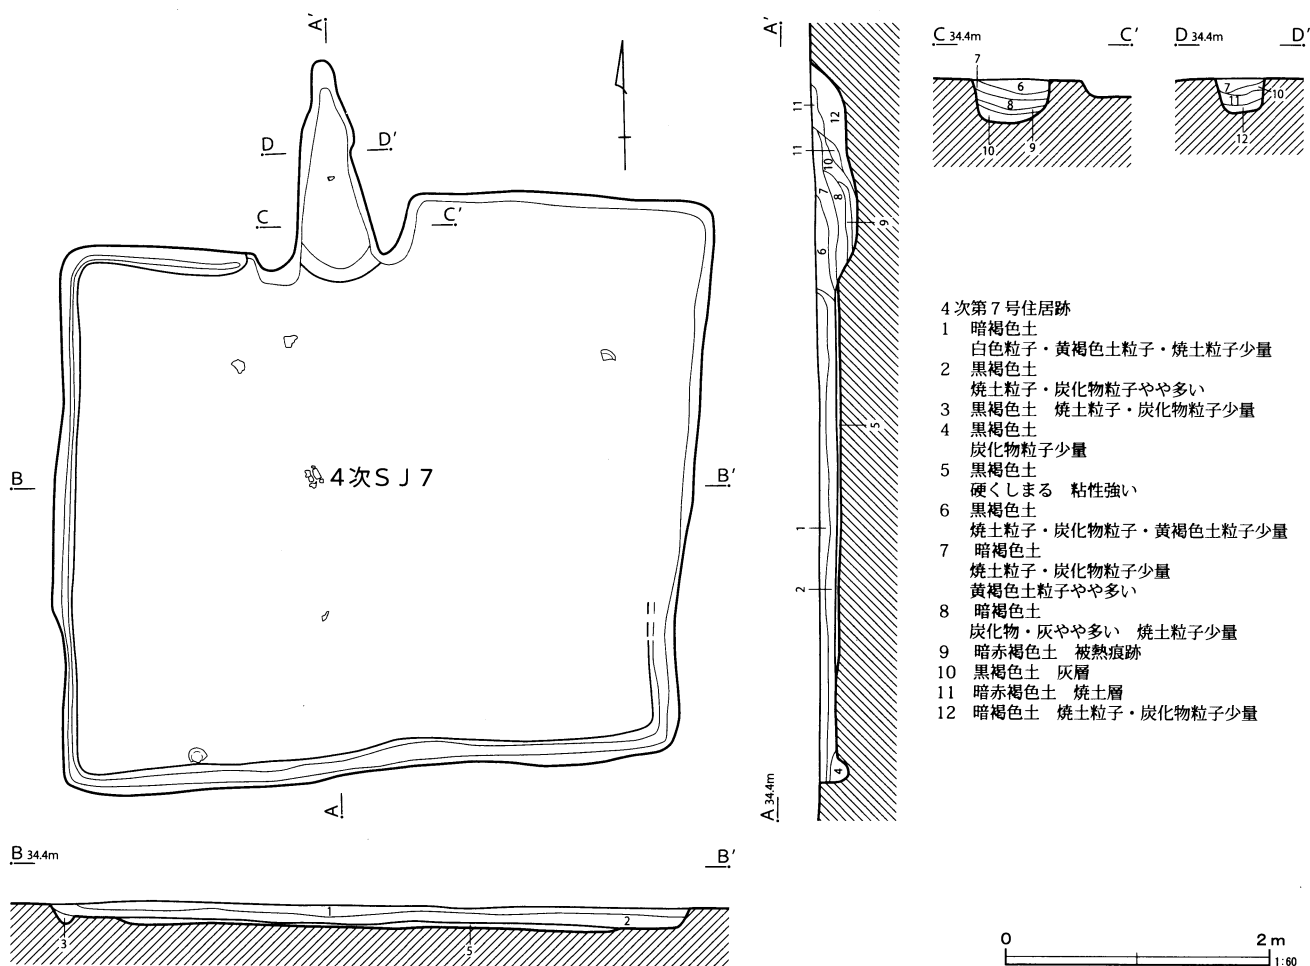 A'
D
D'
C
C'
B
4次SJ7
B'
A
A'
11
12
11
10
7
8
9
6
5
1
2
4
A 34.4m
C 34.4m
C'
7
6
8
10
9
D 34.4m
D'
7
10
11
12
4次第7号住居跡
1 暗褐色土
白色粒子・黄褐色土粒子・焼土粒子少量
2 黒褐色土
焼土粒子・炭化物粒子やや多い
3 黒褐色土 焼土粒子・炭化物粒子少量
4 黒褐色土
炭化物粒子少量
5 黒褐色土
硬くしまる 粘性強い
6 黒褐色土
焼土粒子・炭化物粒子・黄褐色土粒子少量
7 暗褐色土
焼土粒子・炭化物粒子少量
黄褐色土粒子やや多い
8 暗褐色土
炭化物・灰やや多い 焼土粒子少量
9 暗赤褐色土 被熱痕跡
10 黒褐色土 灰層
11 暗赤褐色土 焼土層
12 暗褐色土 焼土粒子・炭化物粒子少量
B 34.4m
B'
1
2
3
5
0
2m
1:60